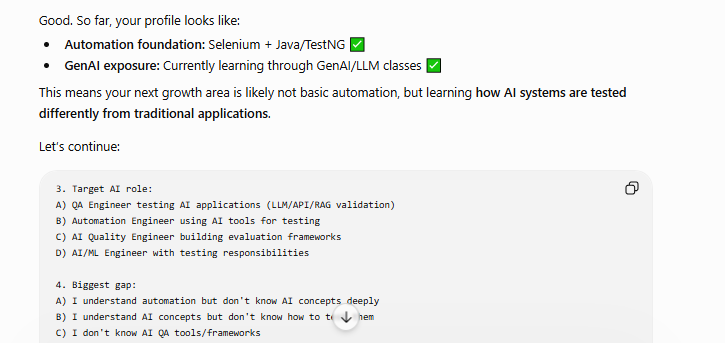 Good. So far, your profile looks like:
• Automation foundation: Selenium + Java/TestNG ✅
• GenAI exposure: Currently learning through GenAI/LLM classes ✅
This means your next growth area is likely not basic automation, but learning how AI systems are tested
differently from traditional applications.
Let's continue:
3. Target AI role:
A) QA Engineer testing AI applications (LLM/API/RAG validation)
B) Automation Engineer using AI tools for testing
C) AI Quality Engineer building evaluation frameworks
D) AI/ML Engineer with testing responsibilities
4. Biggest gap:
A) I understand automation but don't know AI concepts deeply
B) I understand AI concepts but don't know how to
C) I don't know AI QA tools/frameworks